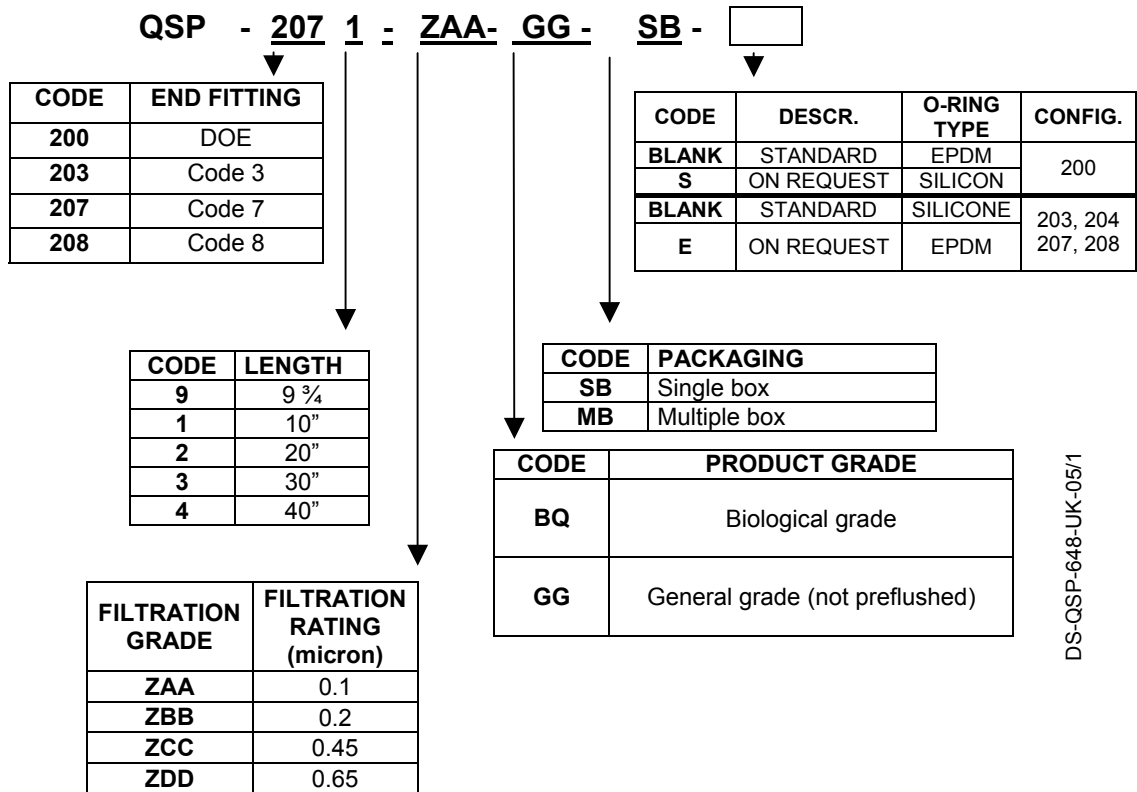 QSP - 207 1 - ZAA- GG - SB -
CODE END FITTING
200 DOE
203 Code 3
207 Code 7
208 Code 8
CODE DESCR. O-RING TYPE CONFIG.
BLANK STANDARD EPDM 200
S ON REQUEST SILICON
BLANK STANDARD SILICONE 203, 204
E ON REQUEST EPDM 207, 208
CODE LENGTH
9 9 ¾
1 10”
2 20”
3 30”
4 40”
CODE PACKAGING
SB Single box
MB Multiple box
CODE PRODUCT GRADE
BQ Biological grade
GG General grade (not preflushed)
FILTRATION GRADE FILTRATION RATING (micron)
ZAA 0.1
ZBB 0.2
ZCC 0.45
ZDD 0.65
DS-QSP-648-UK-05/1